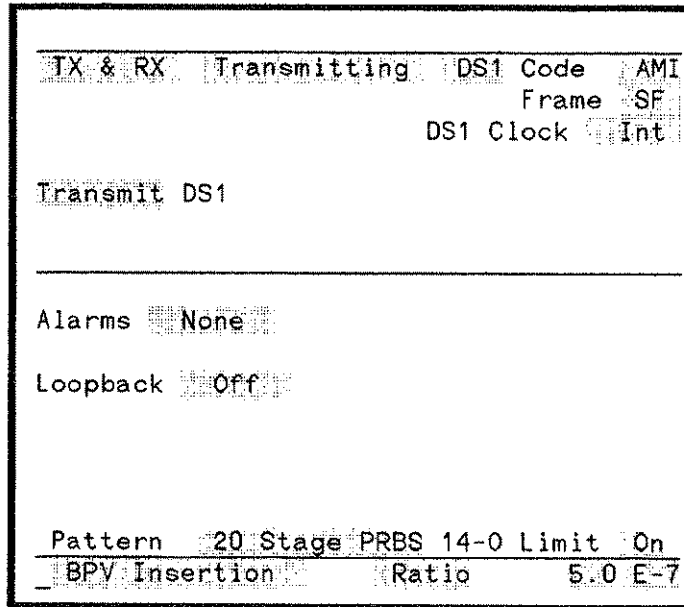 TX & RX Transmitting DS1 Code AMI
Frame SF
DS1 Clock Int
Transmit DS1
Alarms None
Loopback Off
Pattern 20 Stage PRBS 14-0 Limit On
_ BPV Insertion Ratio 5.0 E-7